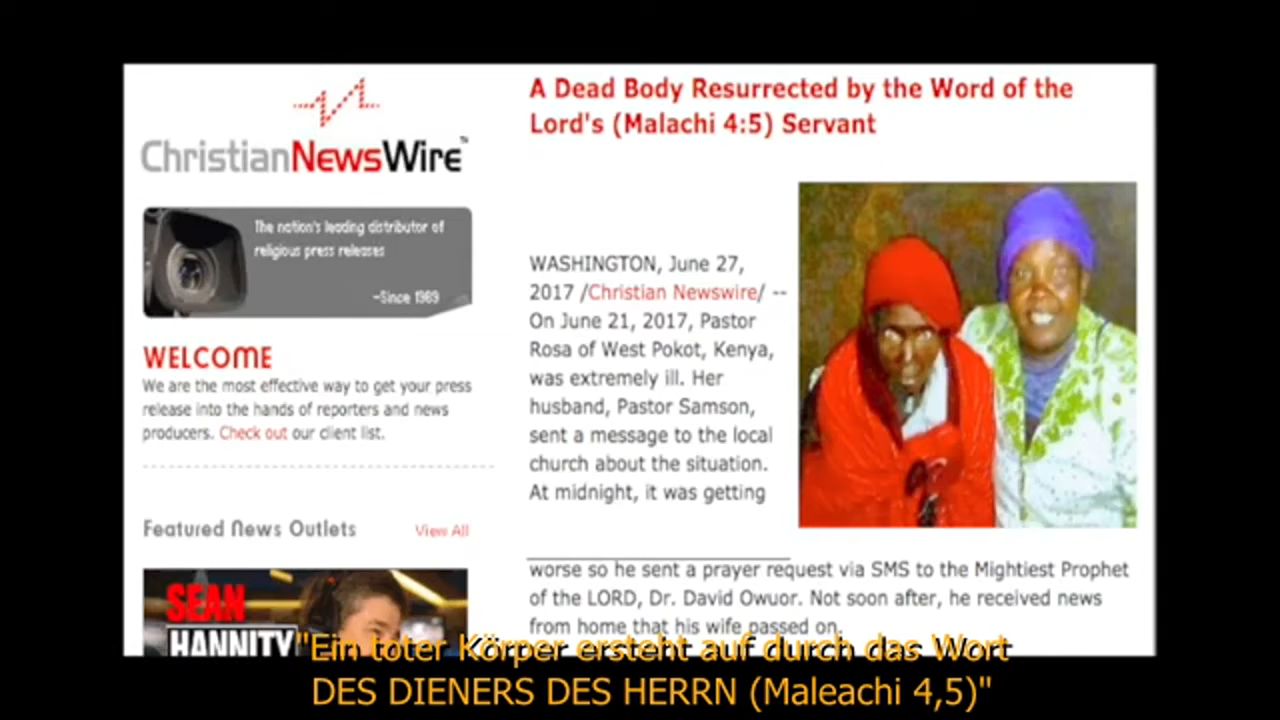 ChristianNewsWire™
The nation's leading distributor of
religious press releases
~Since 1989
WELCOME
We are the most effective way to get your press
release into the hands of reporters and news
producers. Check out our client list.
Featured News Outlets
View All
SEAN
HANNITY
A Dead Body Resurrected by the Word of the
Lord's (Malachi 4:5) Servant
WASHINGTON, June 27,
2017 /Christian Newswire/ --
On June 21, 2017, Pastor
Rosa of West Pokot, Kenya,
was extremely ill. Her
husband, Pastor Samson,
sent a message to the local
church about the situation.
At midnight, it was getting
worse so he sent a prayer request via SMS to the Mightiest Prophet
of the LORD, Dr. David Owuor. Not soon after, he received news
from home that his wife passed on.
"Ein toter Körper ersteht auf durch das Wort
DES DIENERS DES HERRN (Maleachi 4,5)"